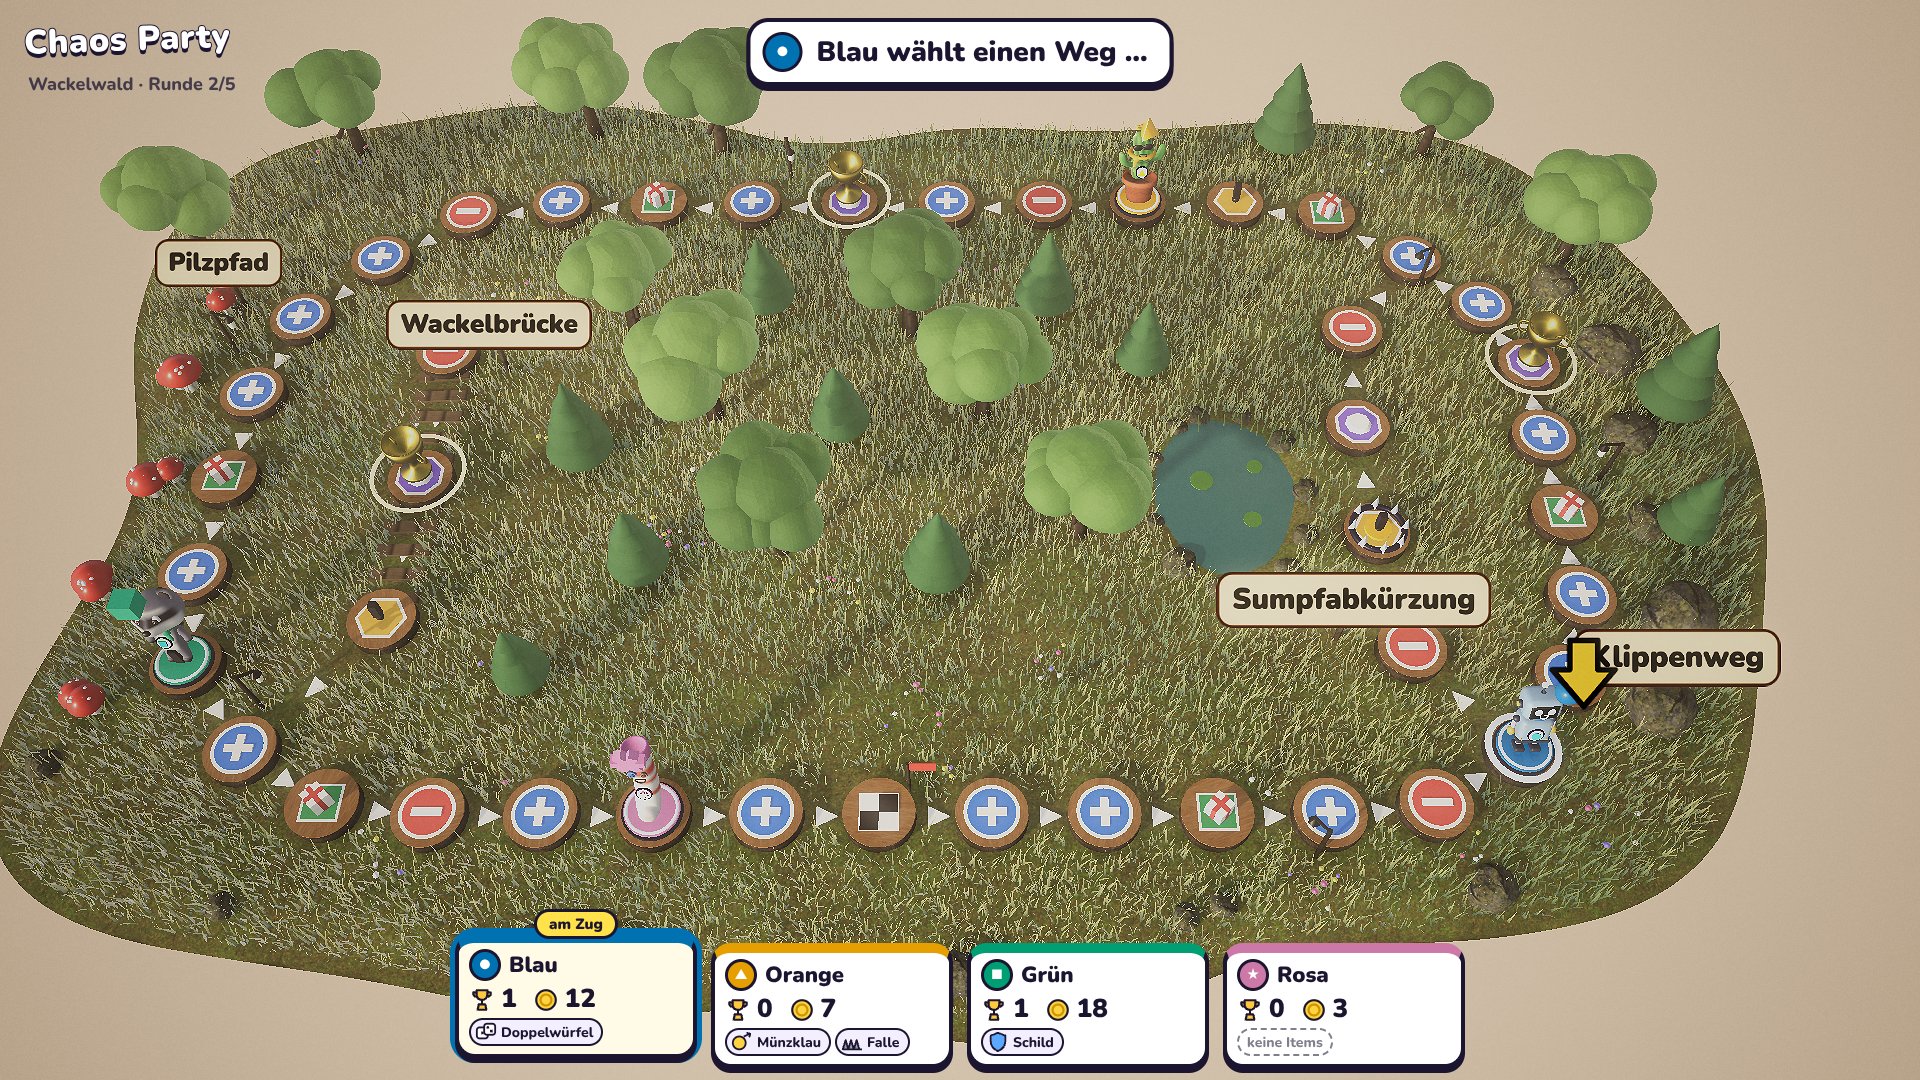 Chaos Party
Wackelwald · Runde 2/5
Blau wählt einen Weg ...
Pilzpfad
Wackelbrücke
Sumpfabkürzung
Klippenweg
am Zug
Blau
1 12
Doppelwürfel
Orange
0 7
Münzklau Falle
Grün
1 18
Schild
Rosa
0 3
keine Items